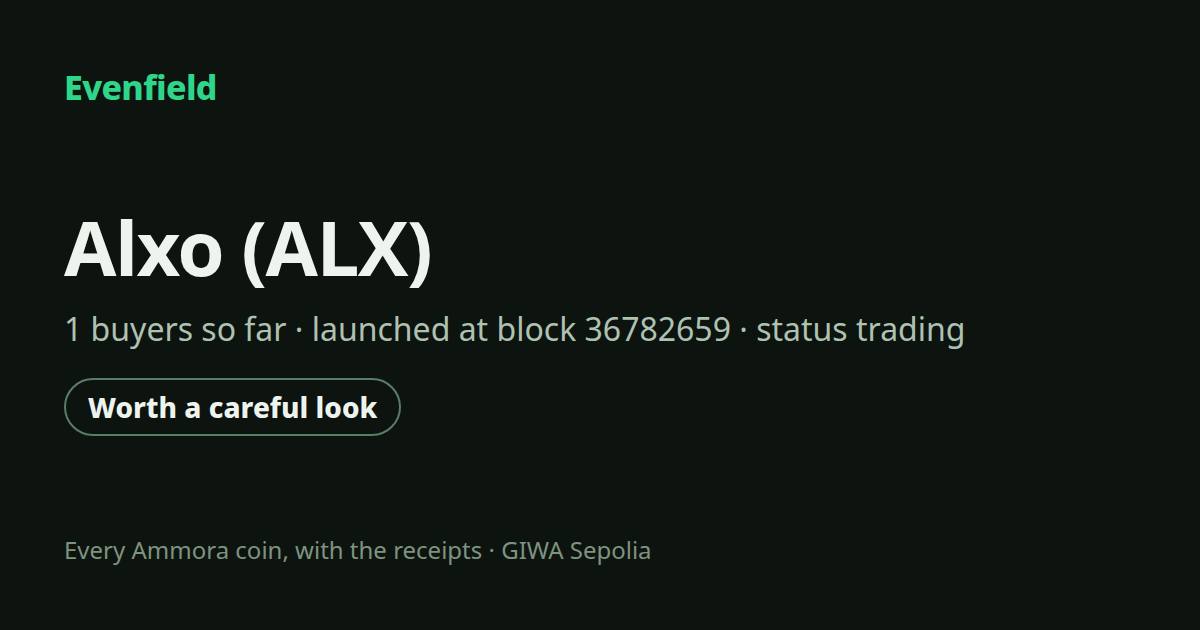 Evenfield
Alxo (ALX)
1 buyers so far · launched at block 36782659 · status trading
Worth a careful look
Every Ammora coin, with the receipts · GIWA Sepolia